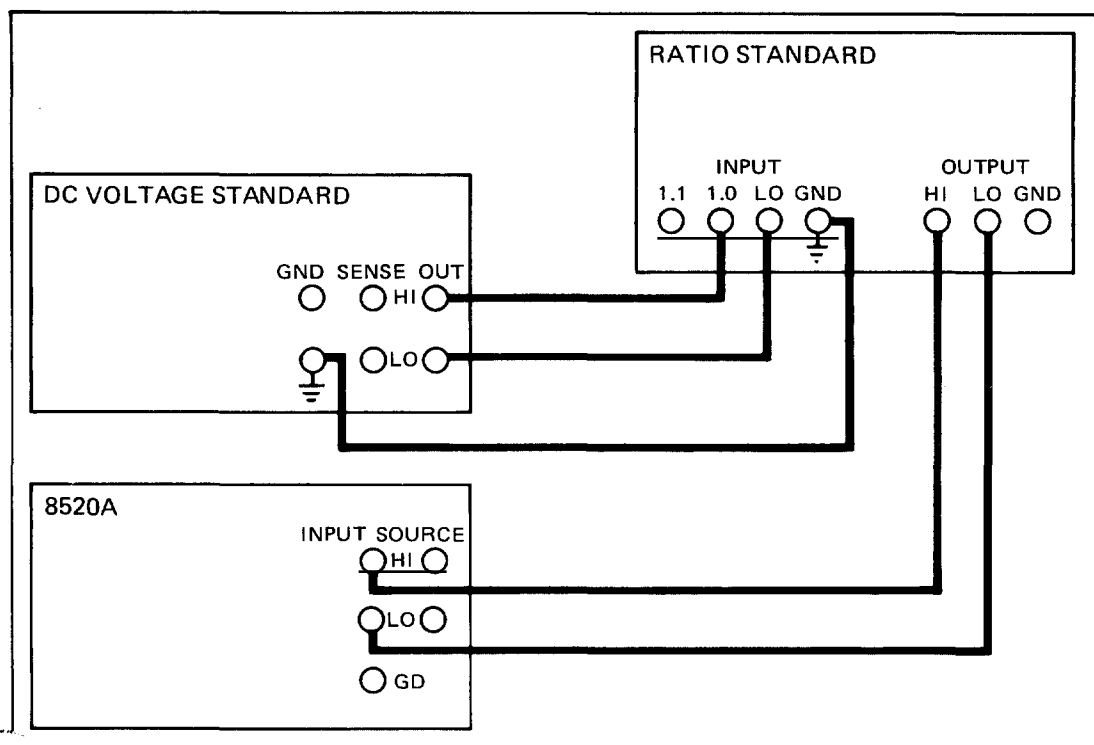 RATIO STANDARD
INPUT OUTPUT
1.1 1.0 LO GND HI LO GND
DC VOLTAGE STANDARD
GND SENSE OUT
HI
LO
8520A
INPUT SOURCE
HI
LO
GD